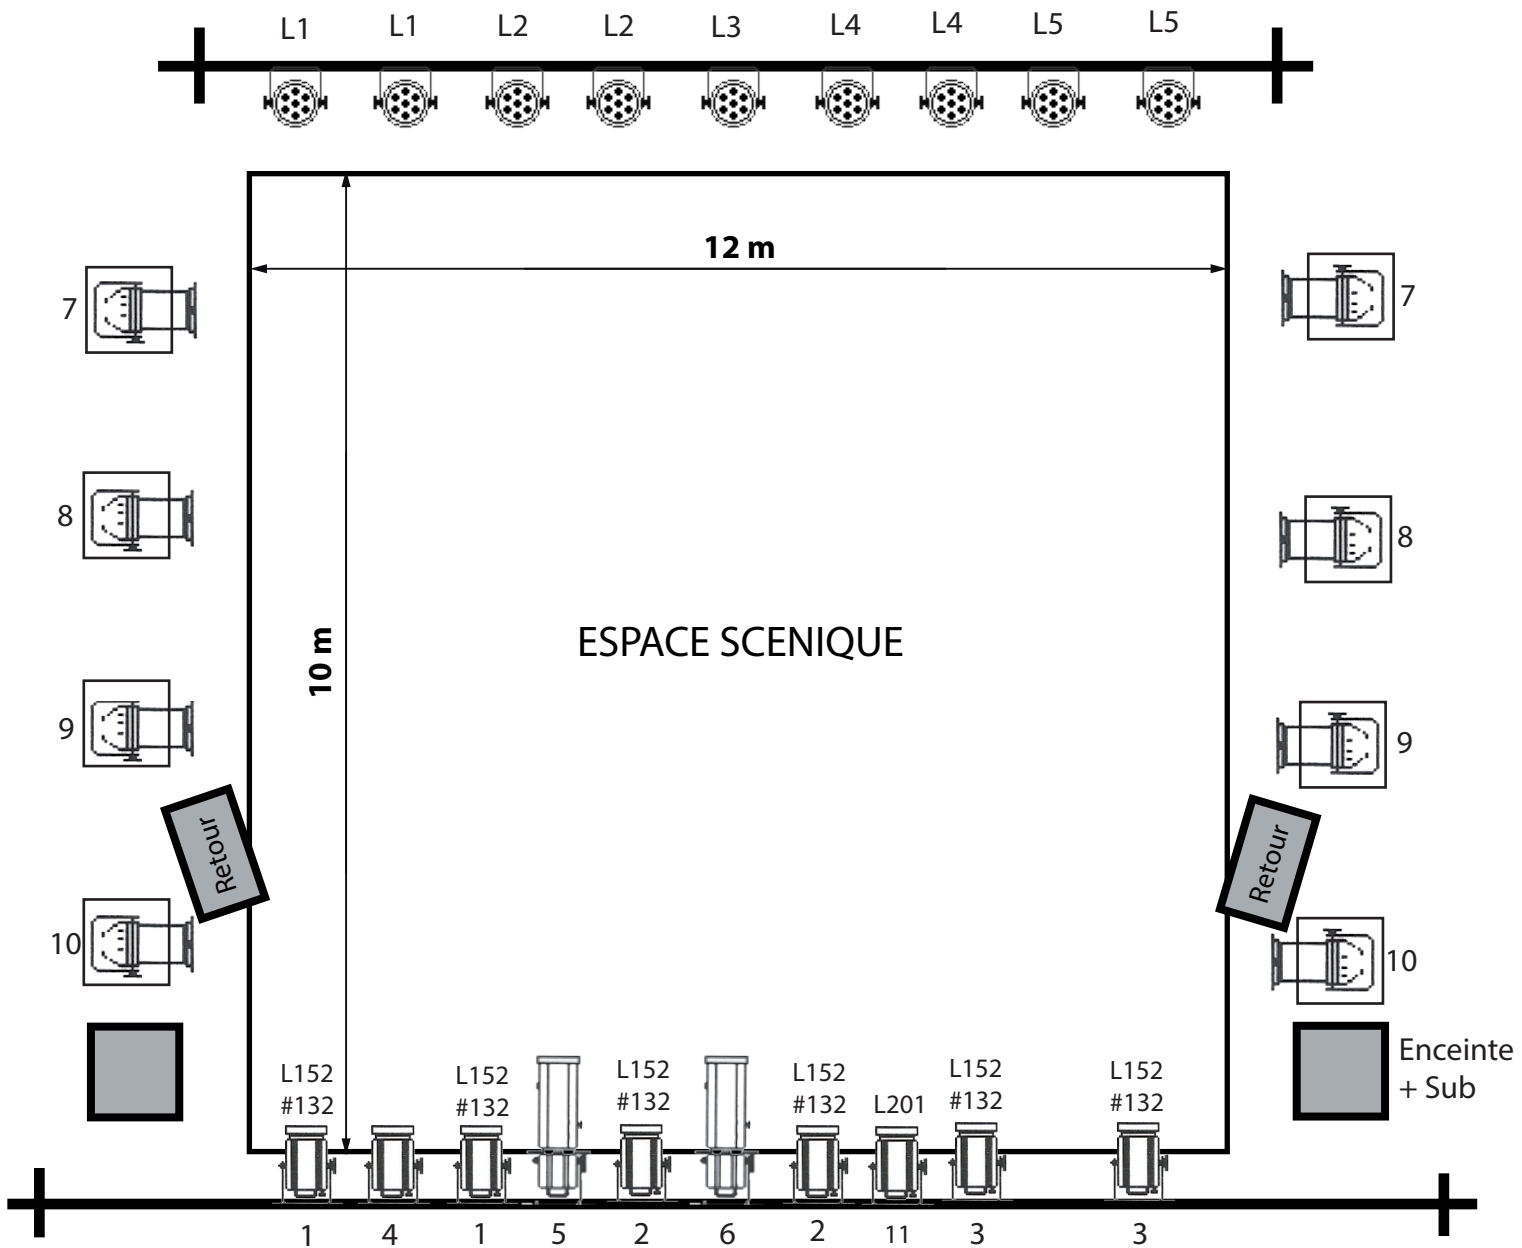 L1 L1 L2 L2 L3 L4 L4 L5 L5
12 m
7
7
8
8
10 m
ESPACE SCENIQUE
9
9
Retour
Retour
10
10
Enceinte
+ Sub
L152
#132
L152
#132
L152
#132
L152
#132
L201
L152
#132
L152
#132
1 4 1 5 2 6 2 11 3 3